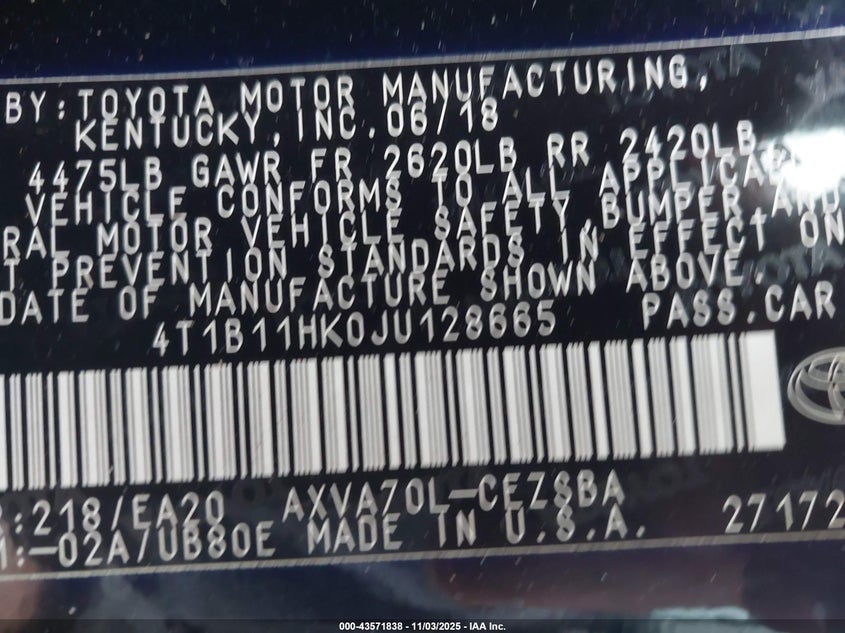 BY: TOYOTA MOTOR MANUFACTURING,
KENTUCKY, INC. 06/18
4475LB GAWR FR 2620LB RR 2420LB
VEHICLE CONFORMS TO ALL
MOTOR VEHICLE SAFETY, BUMPER, AND
PREVENTION STANDARDS IN EFFECT ON
DATE OF MANUFACTURE SHOWN ABOVE.
4T1B11HK0JU128665 PASS.CAR
:218/EA20 AXVA70L-CEZSBA
:-02A/UB80E MADE IN U.S.A. 27172
000-43571838 - 11/03/2025 - IAA Inc.